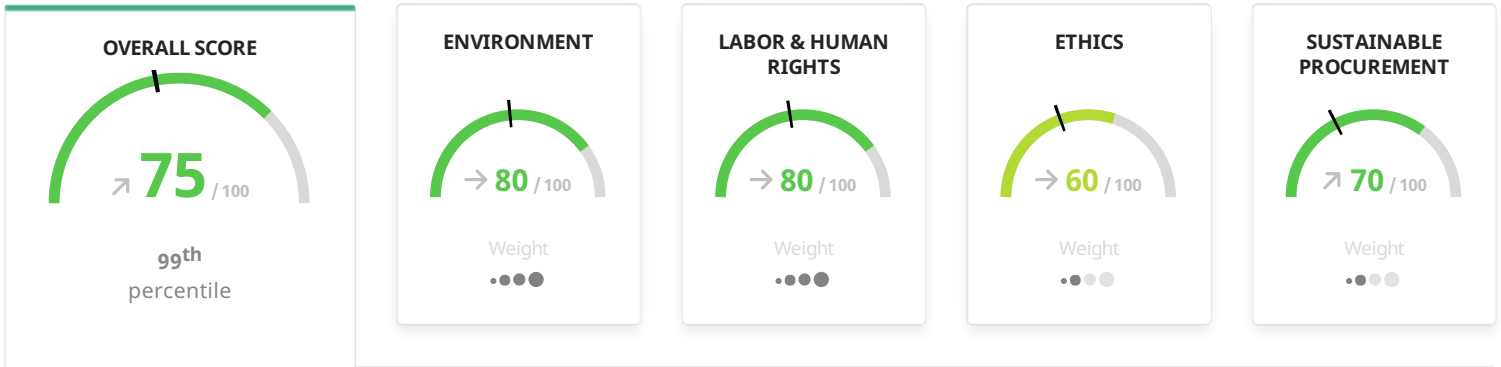 OVERALL SCORE
75 / 100
99th
percentile
ENVIRONMENT
80 / 100
Weight
LABOR & HUMAN
RIGHTS
80 / 100
Weight
ETHICS
60 / 100
Weight
SUSTAINABLE
PROCUREMENT
70 / 100
Weight